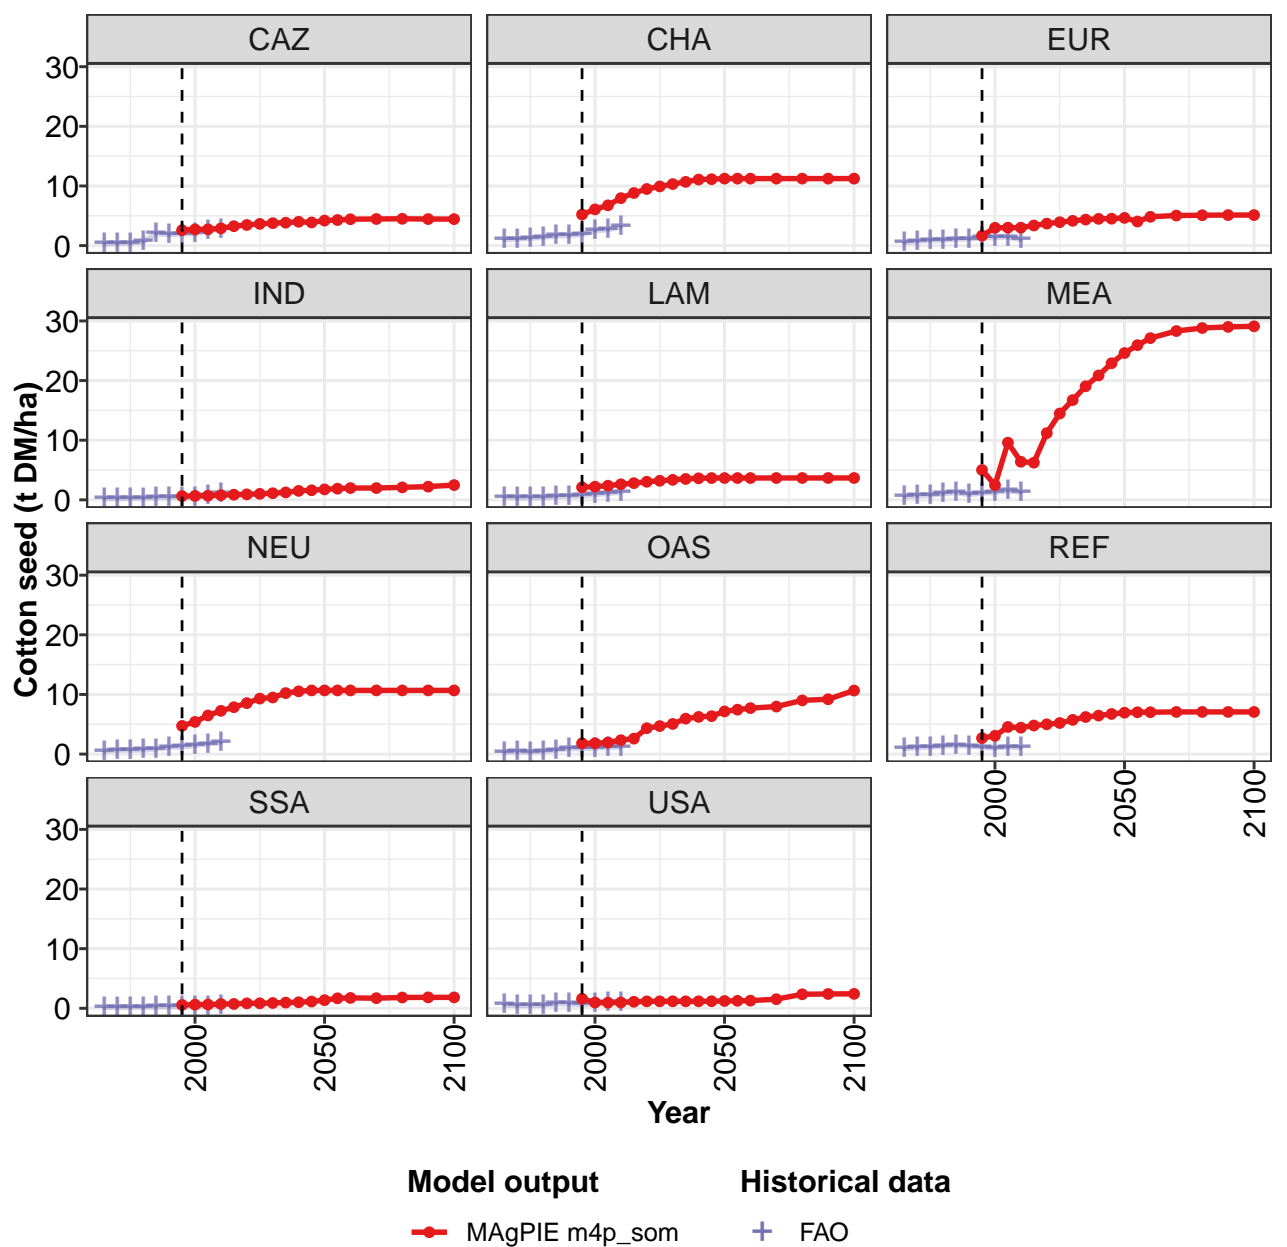 CAZ CHA EUR
30
20
10
0
IND LAM MEA
30
20
10
0
NEU OAS REF
30
20
10
0
2000 2050 2100
SSA USA
30
20
10
0
2000 2050 2100 2000 2050 2100
Cotton seed (t DM/ha)
Year
Model output Historical data
MAgPIE m4p_som FAO